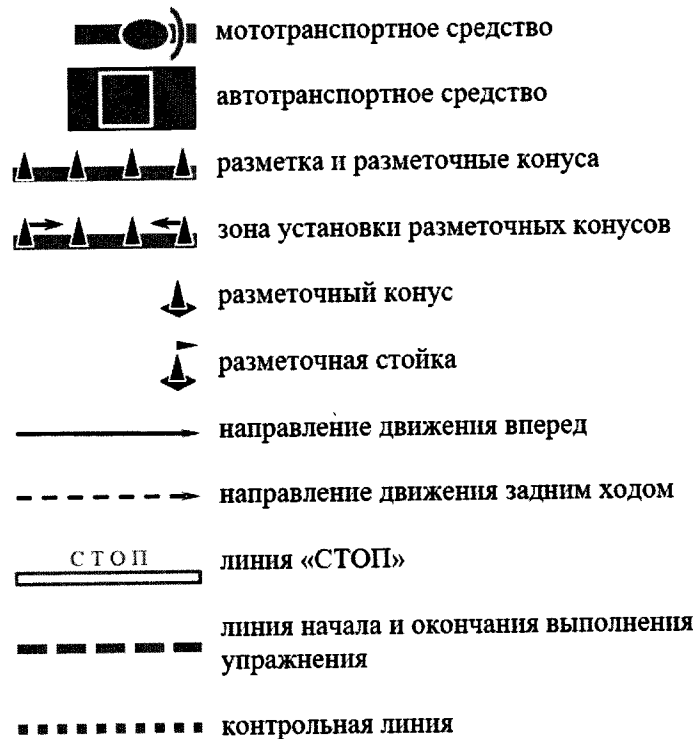 мототранспортное средство
автотранспортное средство
разметка и разметочные конуса
зона установки разметочных конусов
разметочный конус
разметочная стойка
направление движения вперед
направление движения задним ходом
СТОП
линия «СТОП»
линия начала и окончания выполнения
упражнения
контрольная линия